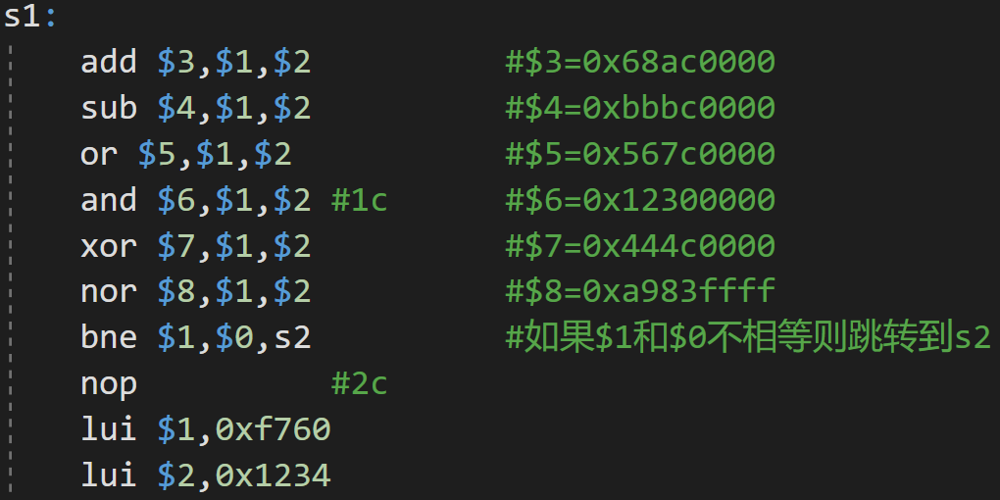 s1:
add $3,$1,$2 #$3=0x68ac0000
sub $4,$1,$2 #$4=0xbbbc0000
or $5,$1,$2 #$5=0x567c0000
and $6,$1,$2 #1c #$6=0x12300000
xor $7,$1,$2 #$7=0x444c0000
nor $8,$1,$2 #$8=0xa983ffff
bne $1,$0,s2 #如果$1和$0不相等则跳转到s2
nop #2c
lui $1,0xf760
lui $2,0x1234